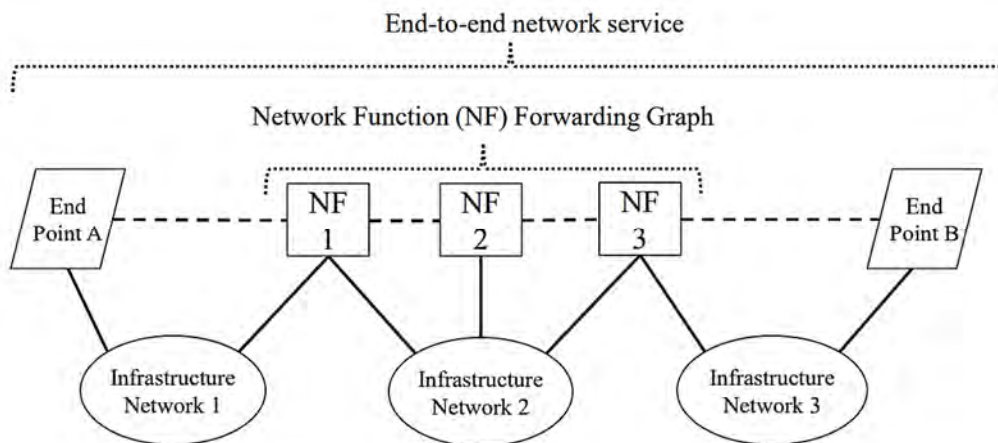 End-to-end network service
Network Function (NF) Forwarding Graph
End
Point A
NF
1
NF
2
NF
3
End
Point B
Infrastructure
Network 1
Infrastructure
Network 2
Infrastructure
Network 3